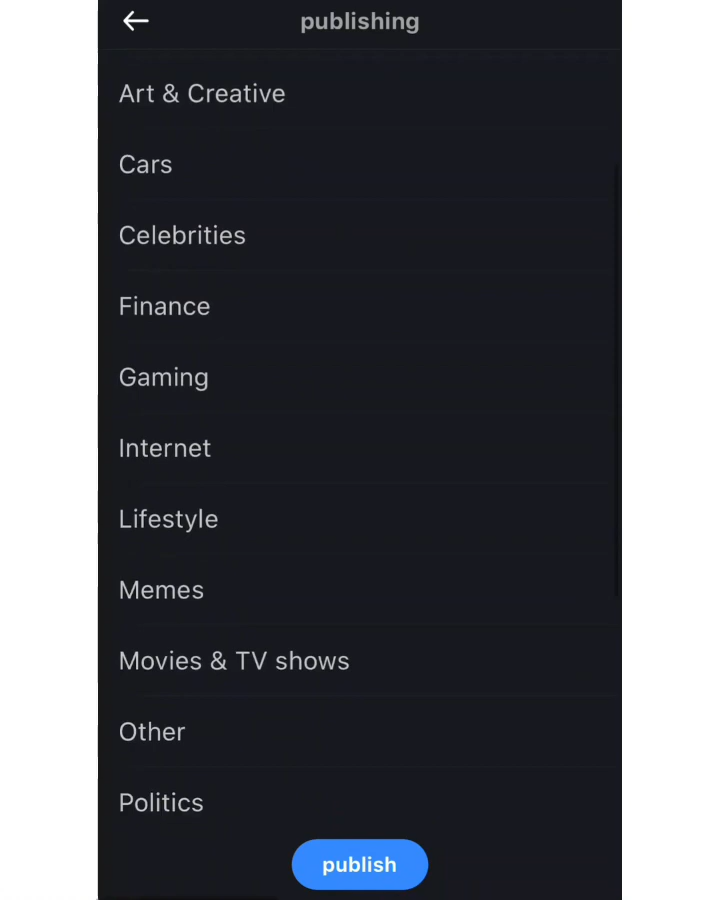 publishing
Art & Creative
Cars
Celebrities
Finance
Gaming
Internet
Lifestyle
Memes
Movies & TV shows
Other
Politics
publish